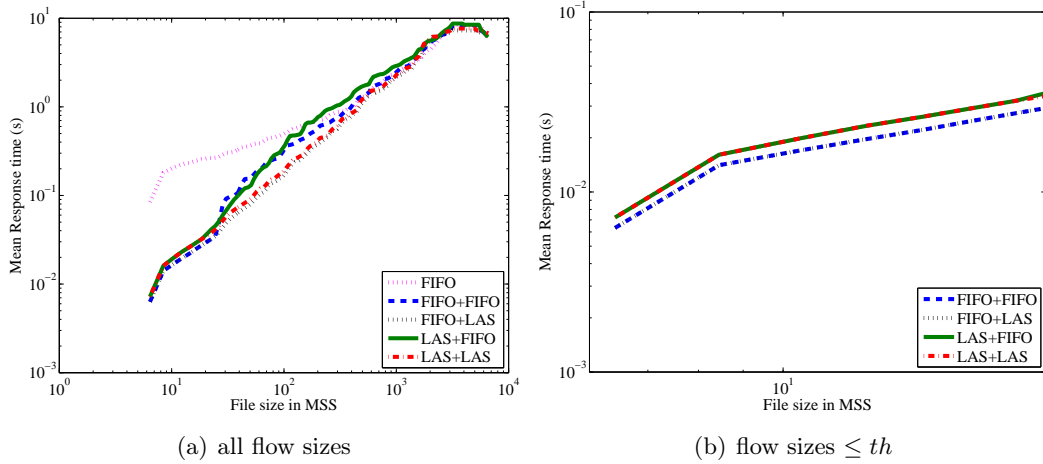 Mean Response time (s)
10^1
10^0
10^{-1}
10^{-2}
10^{-3}
10^0
10^1
10^2
10^3
10^4
File size in MSS
FIFO
FIFO+FIFO
FIFO+LAS
LAS+FIFO
LAS+LAS
(a) all flow sizes
Mean Response time (s)
10^{-1}
10^{-2}
10^{-3}
10^1
File size in MSS
FIFO+FIFO
FIFO+LAS
LAS+FIFO
LAS+LAS
(b) flow sizes ≤ th